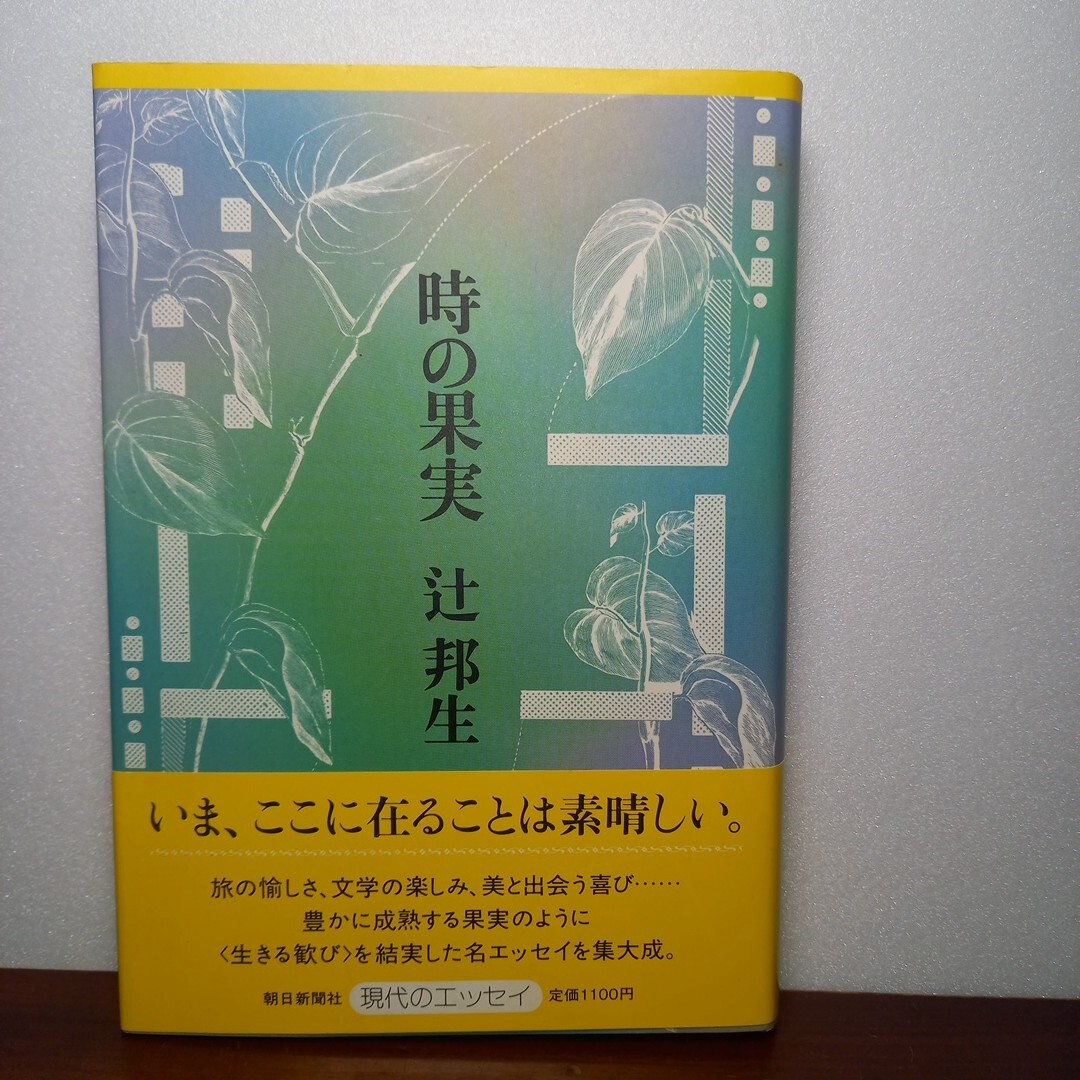 時の果実
辻 邦生
いま、ここに在ることは素晴しい。
旅の愉しさ、文学の楽しみ、美と出会う喜び……
豊かに成熟する果実のように
〈生きる歓び〉を結実した名エッセイを集大成。
朝日新聞社 現代のエッセイ 定価1100円